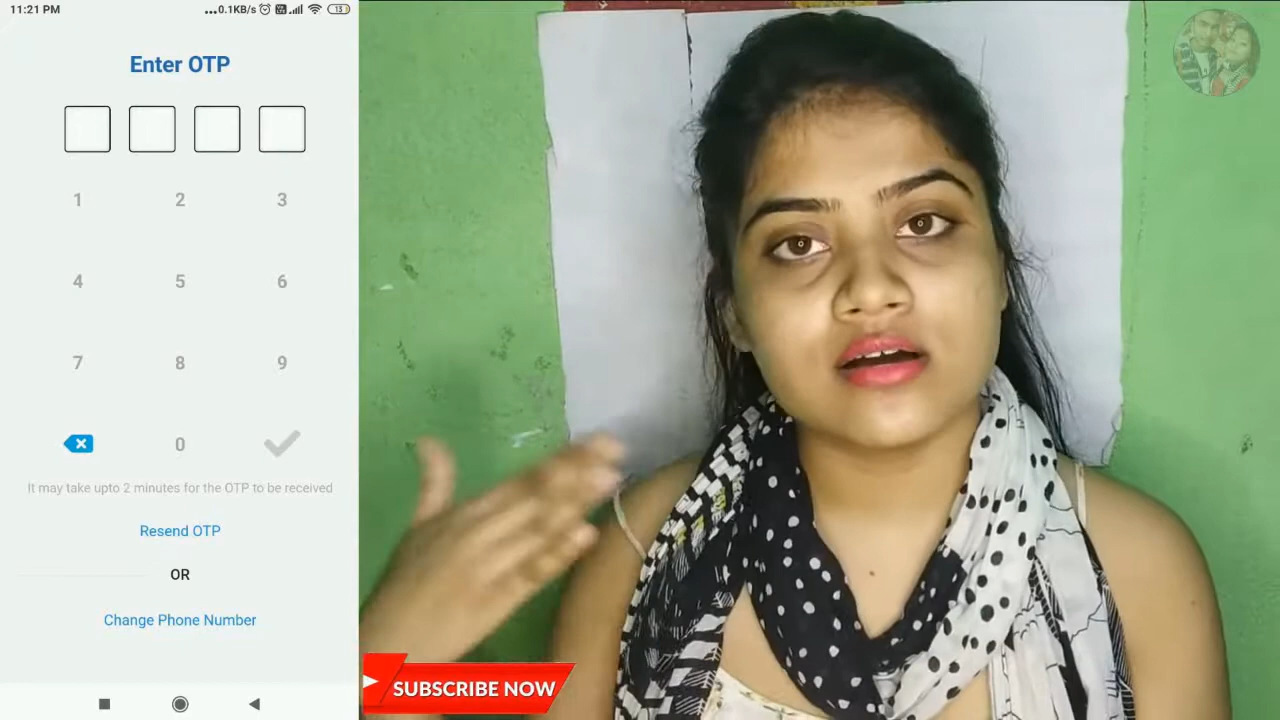 11:21 PM
...0.1KB/s
13
Enter OTP
1 2 3
4 5 6
7 8 9
0
It may take upto 2 minutes for the OTP to be received
Resend OTP
OR
Change Phone Number
SUBSCRIBE NOW